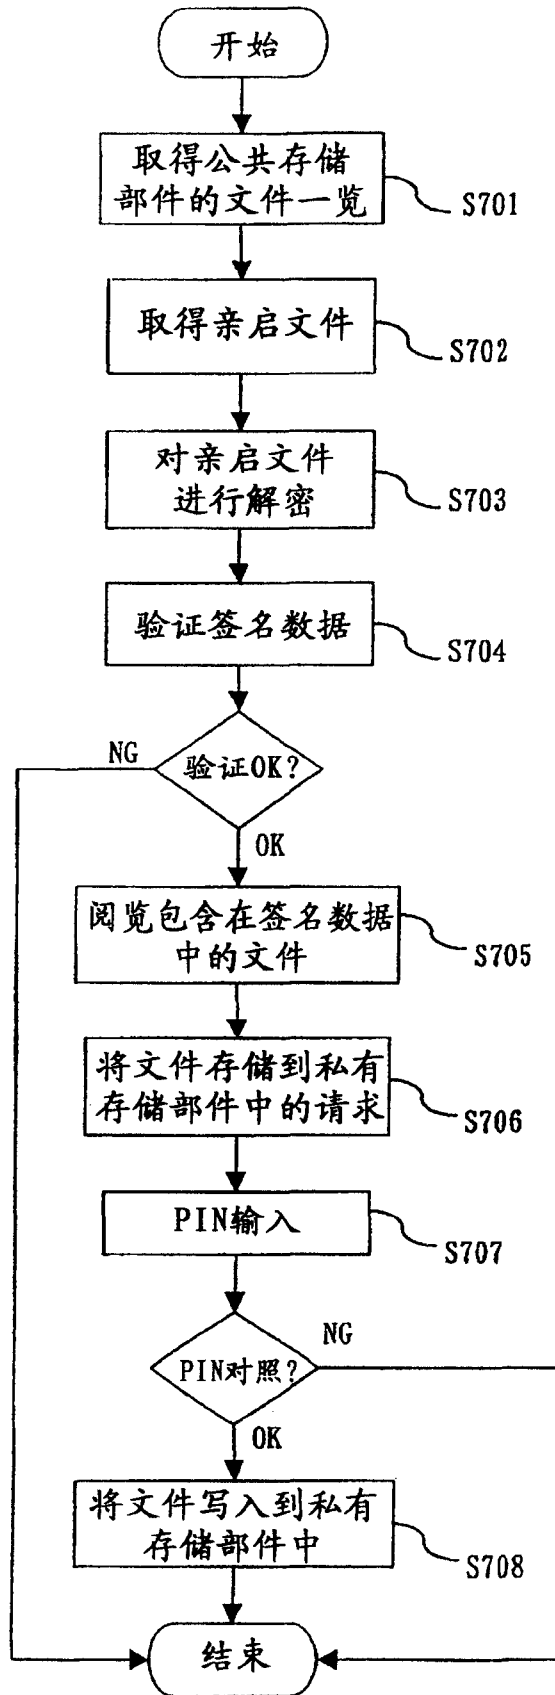 开始
取得公共存储
部件的文件一览
S701
取得亲启文件
S702
对亲启文件
进行解密
S703
验证签名数据
S704
NG
验证OK?
OK
阅览包含在签名数据
中的文件
S705
将文件存储到私有
存储部件中的请求
S706
PIN输入
S707
NG
PIN对照?
OK
将文件写入到私有
存储部件中
S708
结束